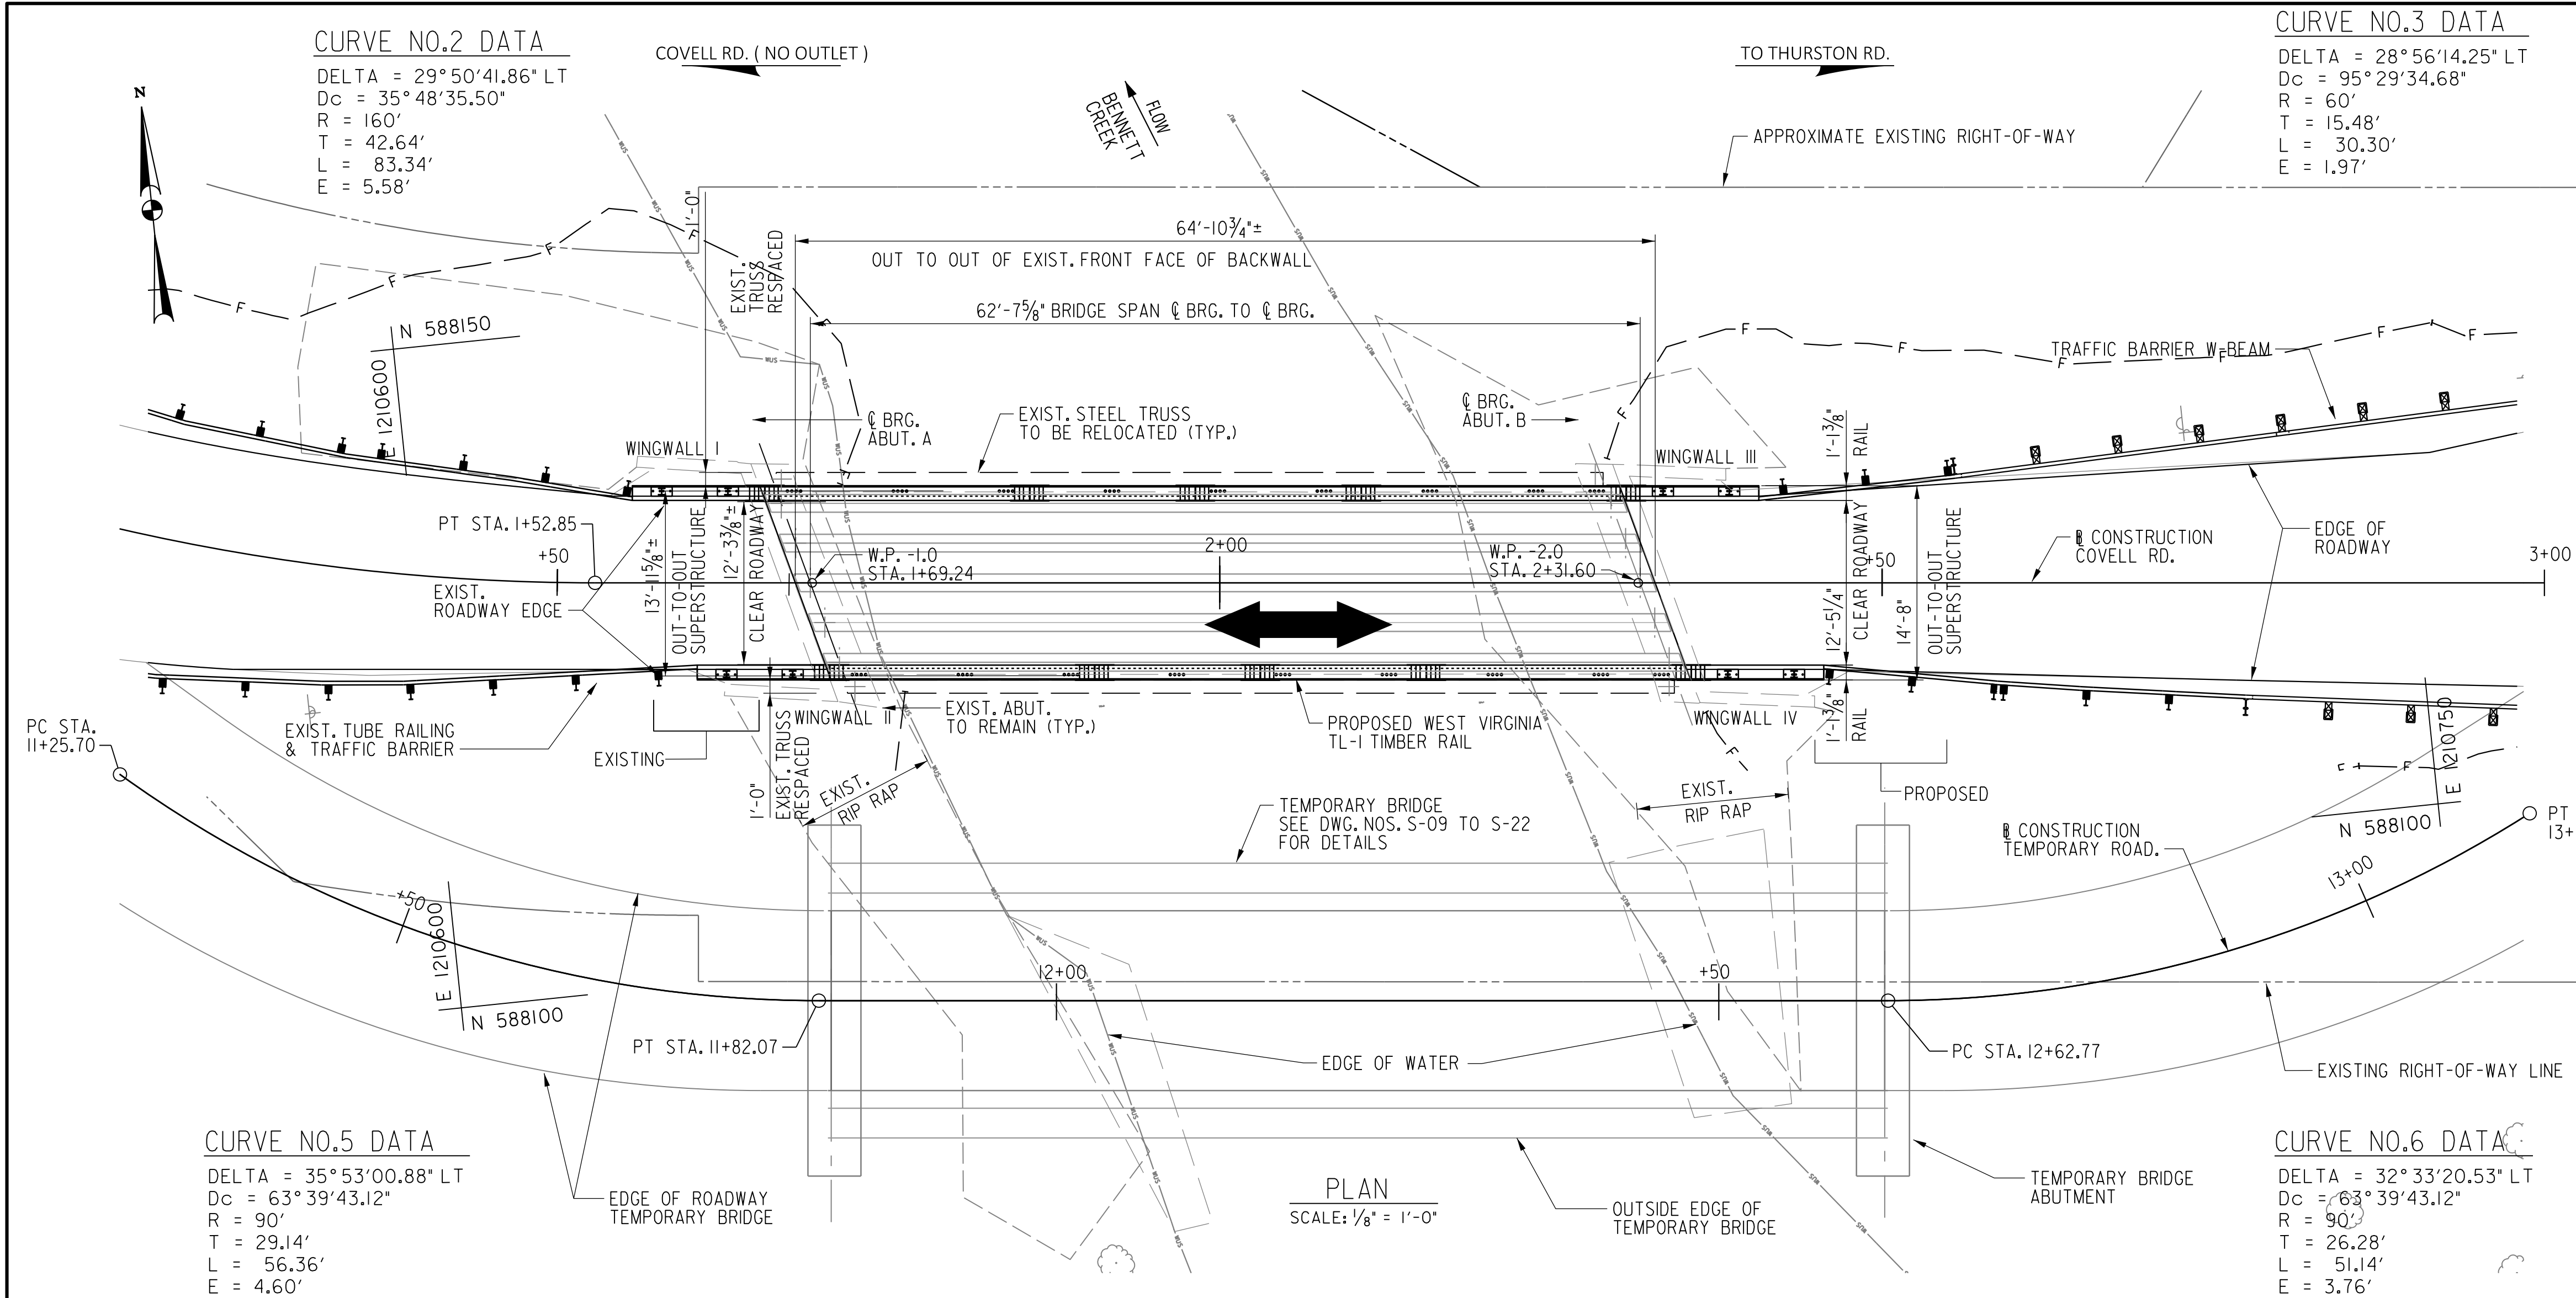 CURVE NO.2 DATA
DELTA = 29°50'41.86" LT
Dc = 35°48'35.50"
R = 160'
T = 42.64'
L = 83.34'
E = 5.58'
COVELL RD. ( NO OUTLET )
TO THURSTON RD.
CURVE NO.3 DATA
DELTA = 28°56'14.25" LT
Dc = 95°29'34.68"
R = 60'
T = 15.48'
L = 30.30'
E = 1.97'
N
FLOW
BENNETT
CREEK
APPROXIMATE EXISTING RIGHT-OF-WAY
1'-0"
EXIST.
TRUSS
RESPACED
64'-10¾"±
OUT TO OUT OF EXIST. FRONT FACE OF BACKWALL
62'-7⅝" BRIDGE SPAN ℄ BRG. TO ℄ BRG.
N 588150
E 1210600
TRAFFIC BARRIER W-BEAM
WINGWALL I
℄ BRG.
ABUT. A
EXIST. STEEL TRUSS
TO BE RELOCATED (TYP.)
℄ BRG.
ABUT. B
WINGWALL III
1'-1⅜"
RAIL
PT STA. 1+52.85
+50
EXIST.
ROADWAY EDGE
13'-11⅝"±
OUT-TO-OUT
SUPERSTRUCTURE
12'-3⅜"±
CLEAR ROADWAY
W.P. -1.0
STA. 1+69.24
2+00
W.P. -2.0
STA. 2+31.60
+50
12'-5¼"
CLEAR ROADWAY
14'-8"
OUT-TO-OUT
SUPERSTRUCTURE
℄ CONSTRUCTION
COVELL RD.
EDGE OF
ROADWAY
3+00
PC STA.
11+25.70
EXIST. TUBE RAILING
& TRAFFIC BARRIER
EXISTING
WINGWALL II
EXIST. ABUT.
TO REMAIN (TYP.)
1'-0"
EXIST. TRUSS
RESPACED
EXIST.
RIP RAP
PROPOSED WEST VIRGINIA
TL-1 TIMBER RAIL
WINGWALL IV
1'-1⅜"
RAIL
PROPOSED
EXIST.
RIP RAP
TEMPORARY BRIDGE
SEE DWG. NOS. S-09 TO S-22
FOR DETAILS
℄ CONSTRUCTION
TEMPORARY ROAD.
E 1210750
N 588100
PT
13+
13+00
+50
E 1210600
N 588100
12+00
+50
PT STA. 11+82.07
EDGE OF WATER
PC STA. 12+62.77
EXISTING RIGHT-OF-WAY LINE
CURVE NO.5 DATA
DELTA = 35°53'00.88" LT
Dc = 63°39'43.12"
R = 90'
T = 29.14'
L = 56.36'
E = 4.60'
EDGE OF ROADWAY
TEMPORARY BRIDGE
PLAN
SCALE: ⅛" = 1'-0"
OUTSIDE EDGE OF
TEMPORARY BRIDGE
TEMPORARY BRIDGE
ABUTMENT
CURVE NO.6 DATA
DELTA = 32°33'20.53" LT
Dc = 63°39'43.12"
R = 90'
T = 26.28'
L = 51.14'
E = 3.76'